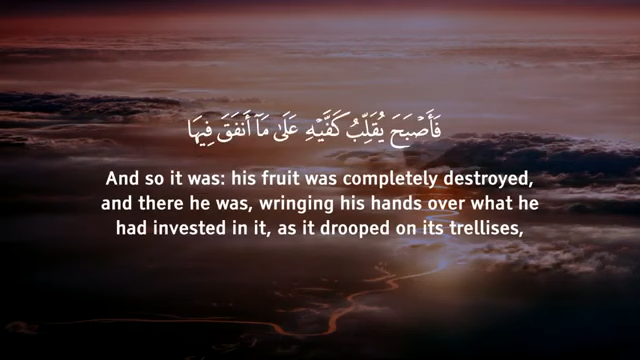 فَأَصْبَحَ يُقَلِّبُ كَفَّيْهِ عَلَىٰ مَآ أَنفَقَ فِيهَا
And so it was: his fruit was completely destroyed,
and there he was, wringing his hands over what he
had invested in it, as it drooped on its trellises,